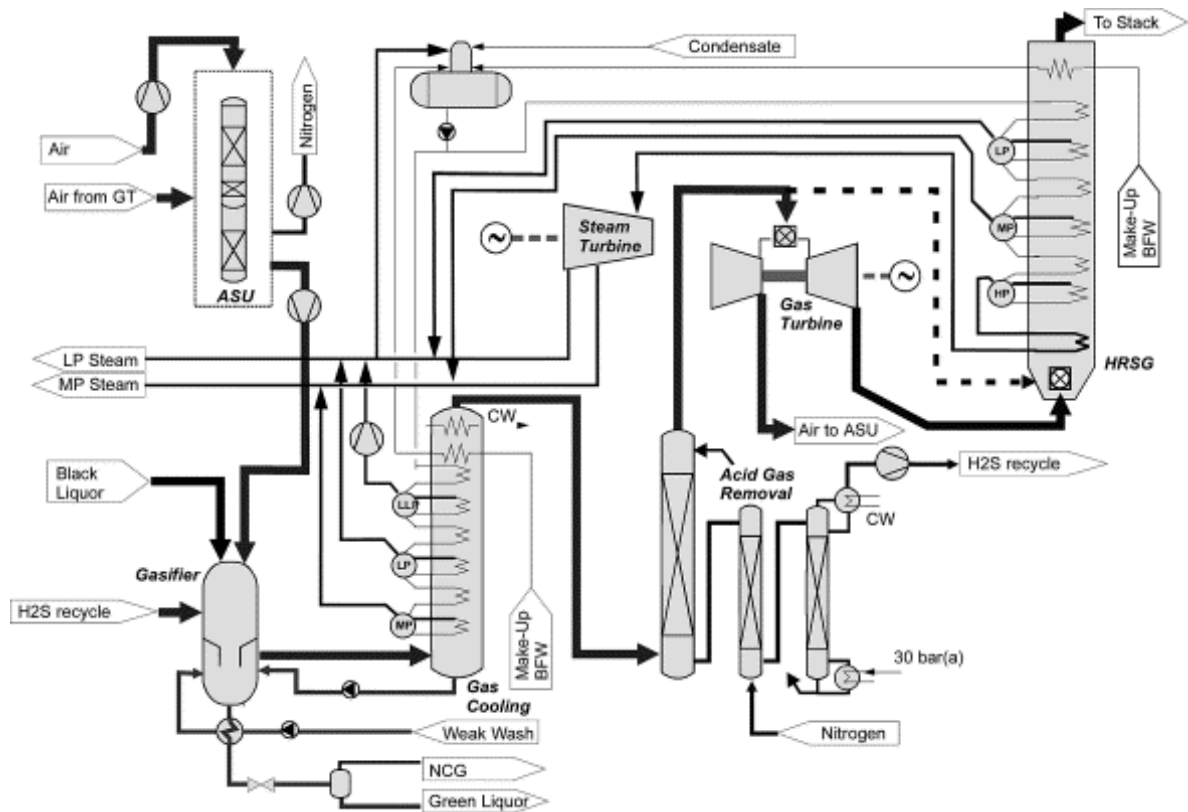 To Stack
Condensate
Air
Nitrogen
Air from GT
ASU
Steam
Turbine
~
LP
MP
HP
Make-Up
BFW
Gas
Turbine
~
HRSG
LP Steam
MP Steam
CW
Air to ASU
Black
Liquor
Acid Gas
Removal
H2S recycle
CW
Gasifier
LLP
LP
MP
H2S recycle
Make-Up
BFW
30 bar(a)
Gas
Cooling
Weak Wash
Nitrogen
NCG
Green Liquor